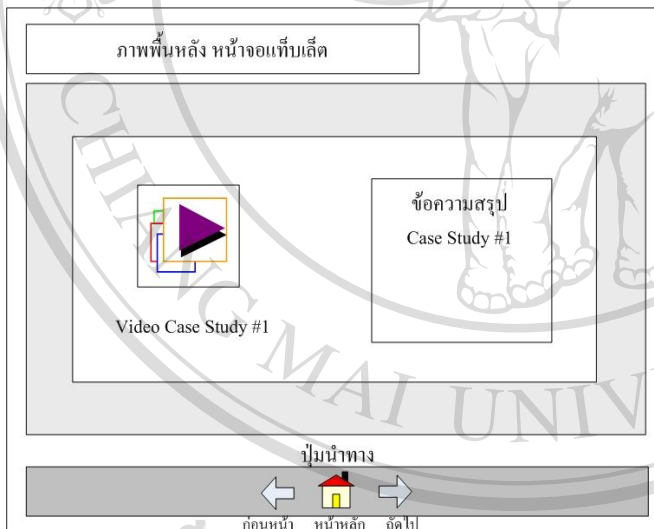 ภาพพื้นหลัง หน้าจอแท็บเล็ต
ข้อความสรุป
Case Study #1
Video Case Study #1
CHIANG MAI UNIV
ปุ่มนำทาง
ก่อนหน้า หน้าหลัก ถัดไป